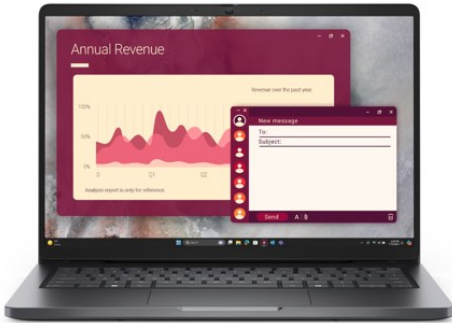 Annual Revenue
Revenue over the past year.
100%
50%
0%
0
Q1
Q2
Analysis report is only for reference.
New message
To:
Subject:
Send
A